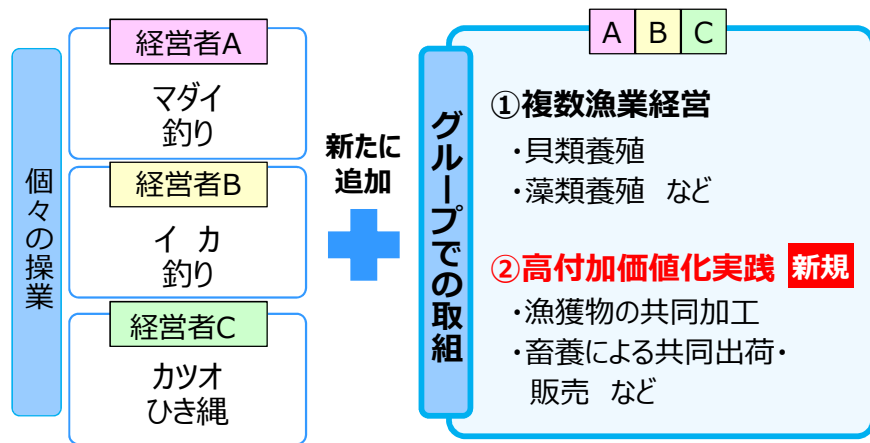 個々の操業
経営者A
マダイ
釣り
経営者B
イ カ
釣り
経営者C
カツオ
ひき縄
新たに
追加
グループでの取組
A B C
①複数漁業経営
・貝類養殖
・藻類養殖 など
②高付加価値化実践 新規
・漁獲物の共同加工
・畜養による共同出荷・
販売 など